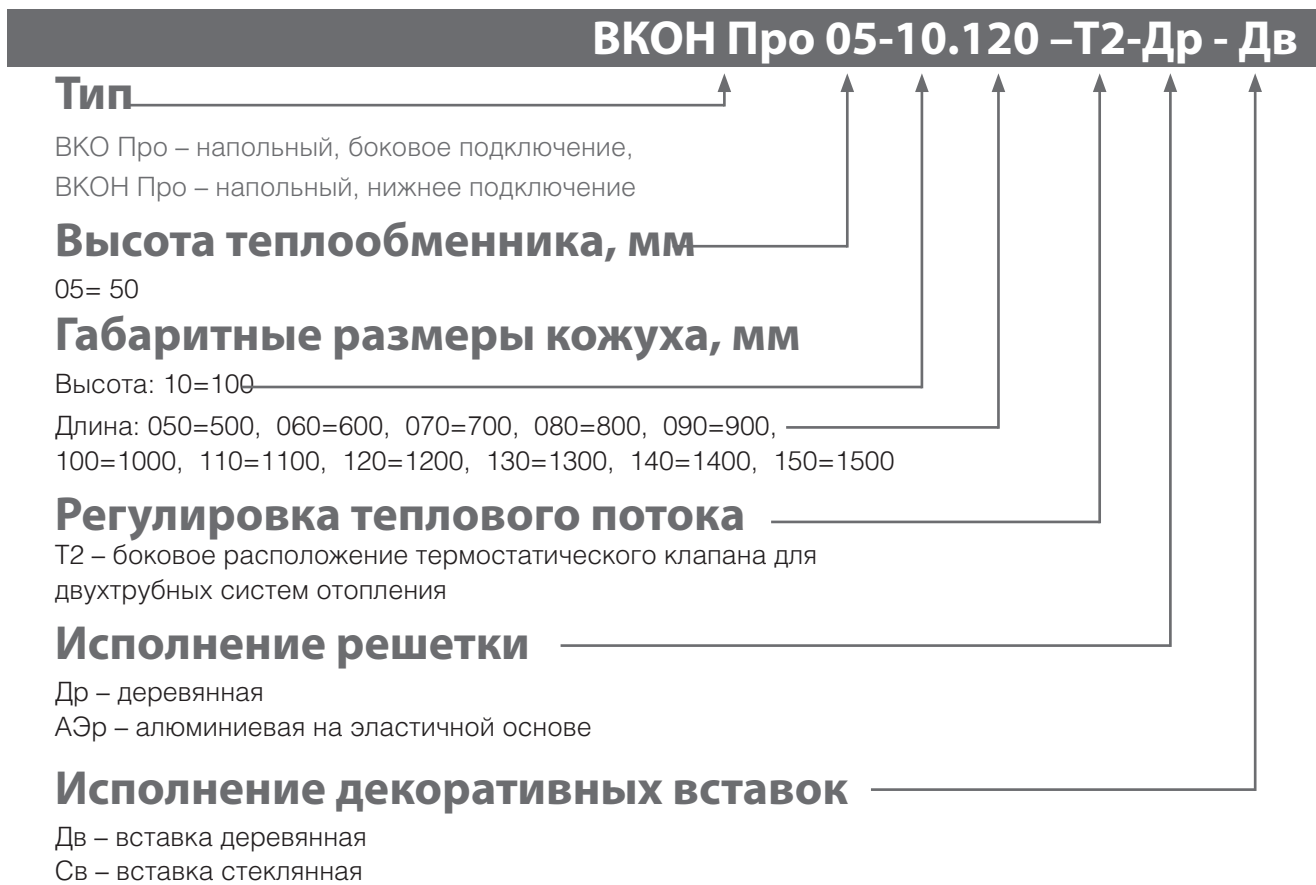 ВКОН Про 05-10.120 –Т2-Др - Дв
Тип
ВКО Про – напольный, боковое подключение,
ВКОН Про – напольный, нижнее подключение
Высота теплообменника, мм
05= 50
Габаритные размеры кожуха, мм
Высота: 10=100
Длина: 050=500, 060=600, 070=700, 080=800, 090=900,
100=1000, 110=1100, 120=1200, 130=1300, 140=1400, 150=1500
Регулировка теплового потока
Т2 – боковое расположение термостатического клапана для
двухтрубных систем отопления
Исполнение решетки
Др – деревянная
АЭр – алюминиевая на эластичной основе
Исполнение декоративных вставок
Дв – вставка деревянная
Св – вставка стеклянная